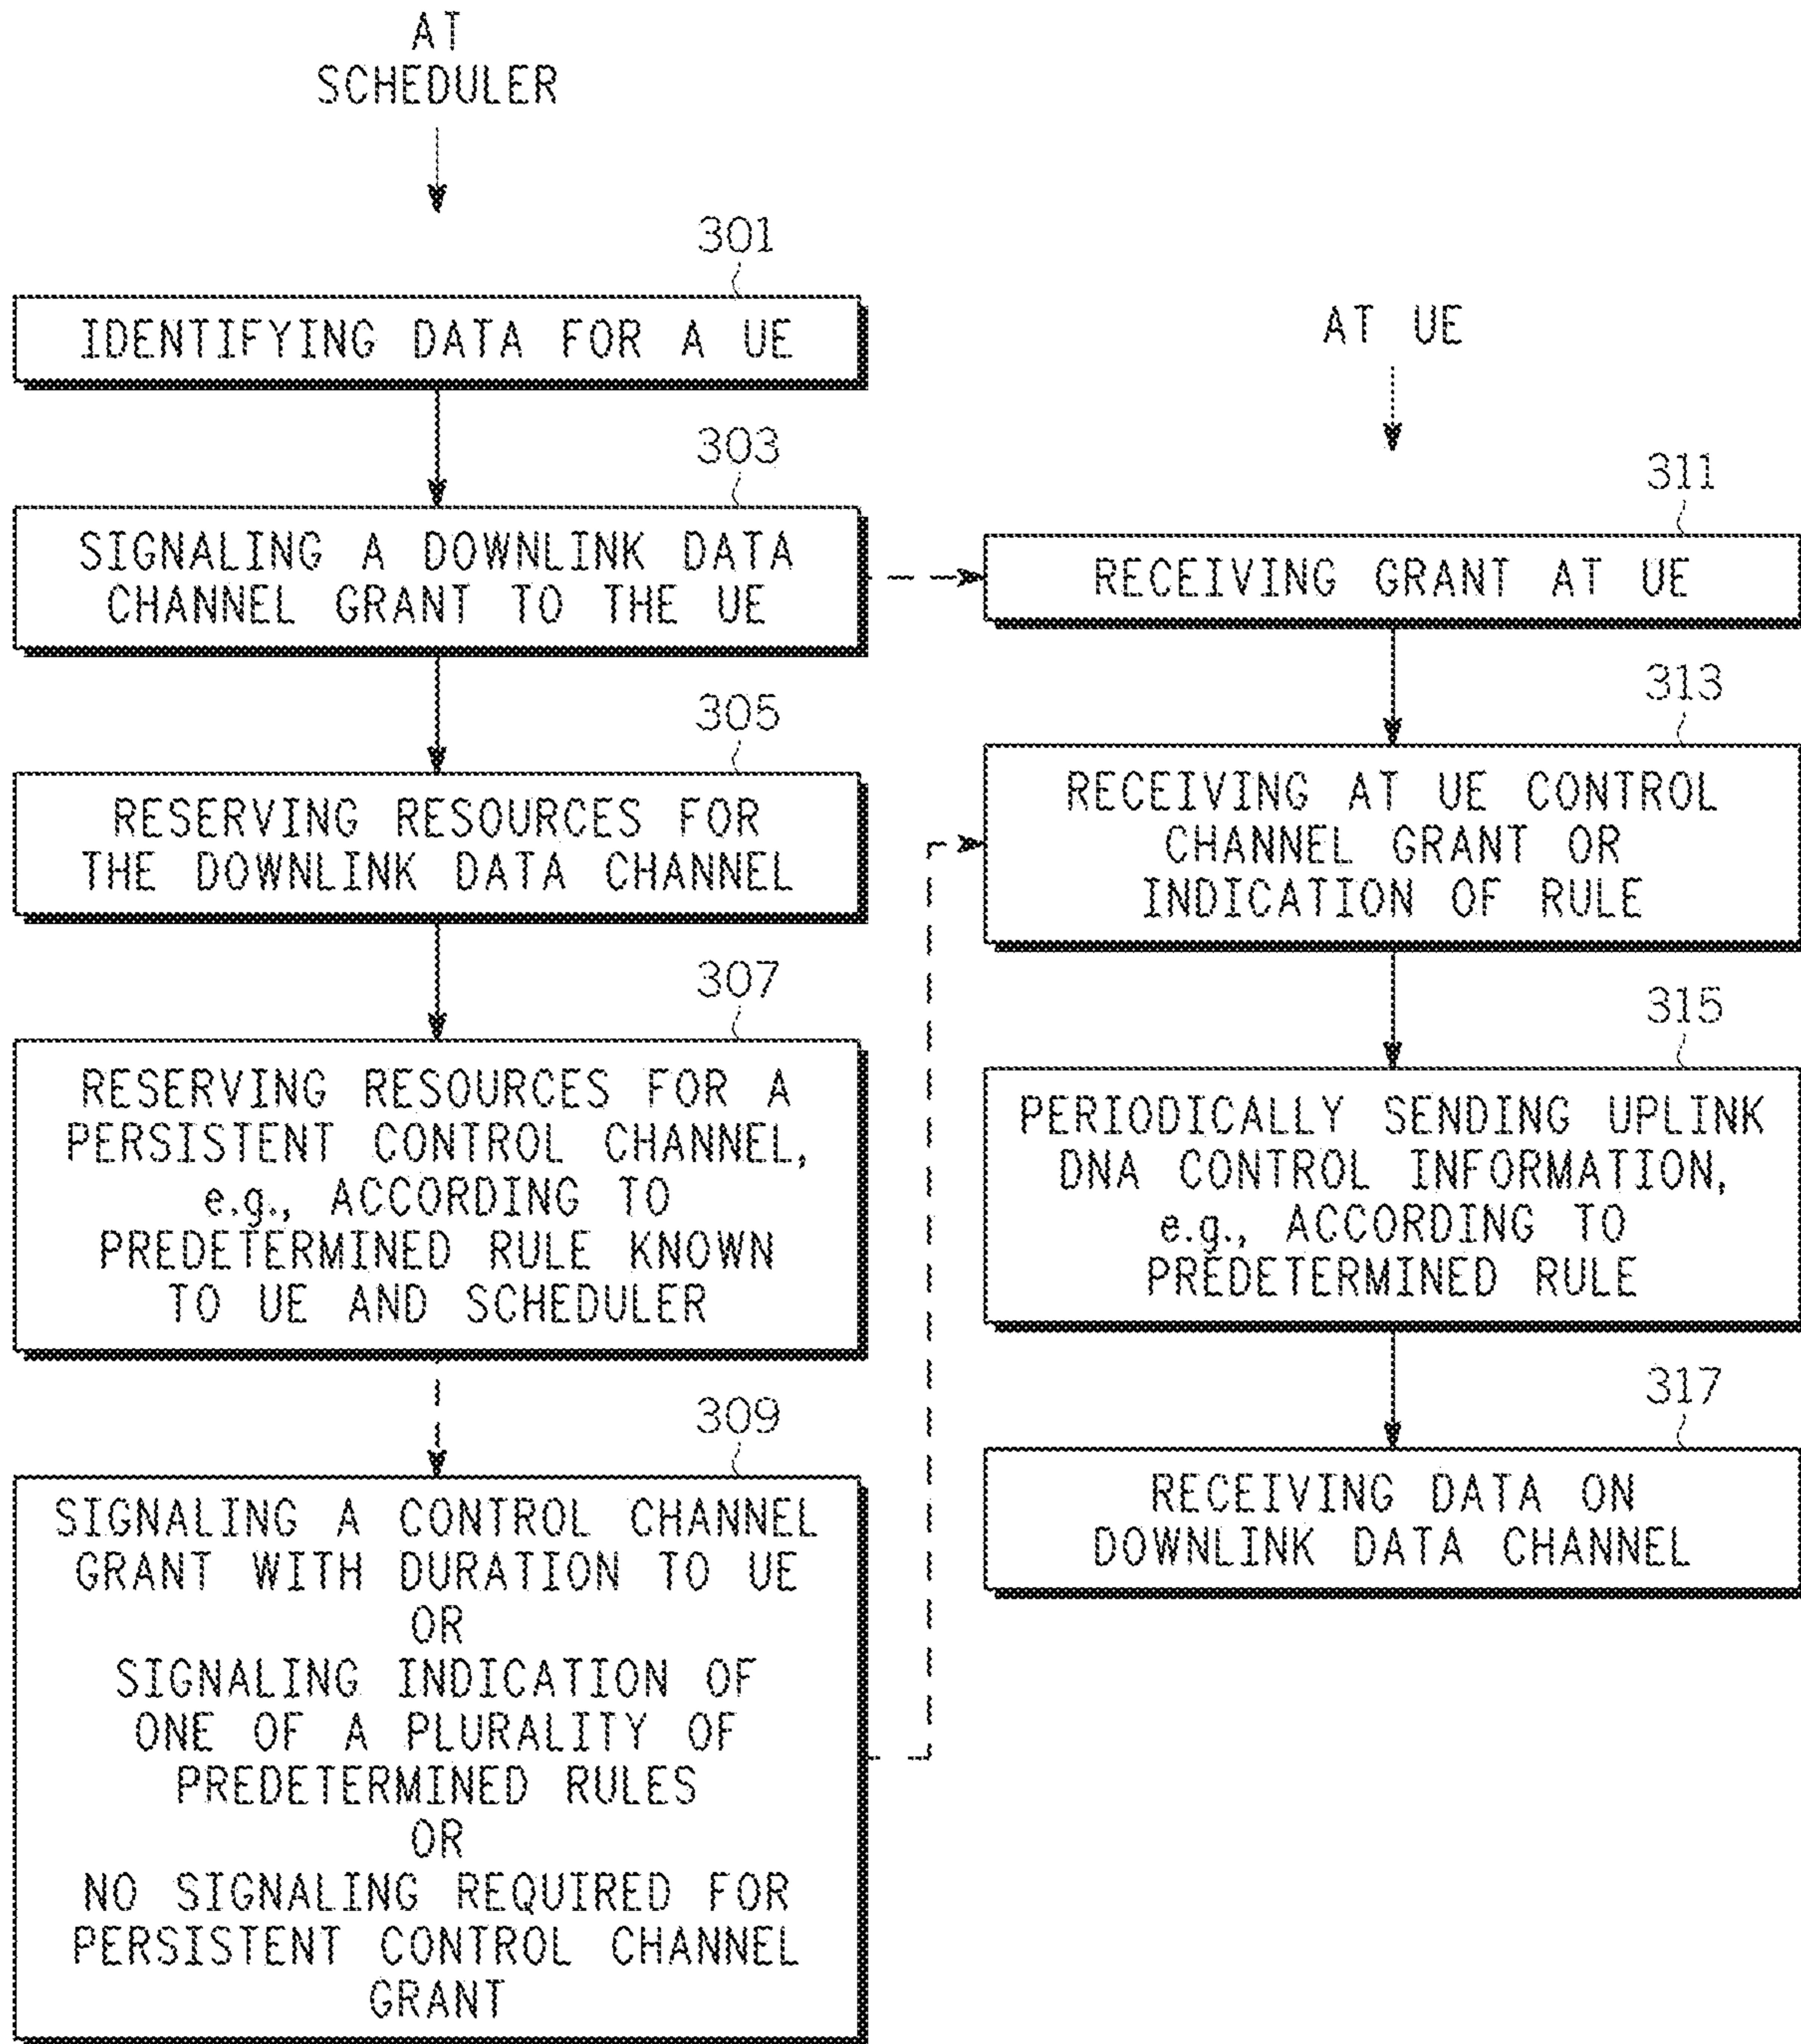 AT
SCHEDULER
301
IDENTIFYING DATA FOR A UE
303
SIGNALING A DOWNLINK DATA
CHANNEL GRANT TO THE UE
305
RESERVING RESOURCES FOR
THE DOWNLINK DATA CHANNEL
307
RESERVING RESOURCES FOR A
PERSISTENT CONTROL CHANNEL,
e.g., ACCORDING TO
PREDETERMINED RULE KNOWN
TO UE AND SCHEDULER
309
SIGNALING A CONTROL CHANNEL
GRANT WITH DURATION TO UE
OR
SIGNALING INDICATION OF
ONE OF A PLURALITY OF
PREDETERMINED RULES
OR
NO SIGNALING REQUIRED FOR
PERSISTENT CONTROL CHANNEL
GRANT
AT UE
311
RECEIVING GRANT AT UE
313
RECEIVING AT UE CONTROL
CHANNEL GRANT OR
INDICATION OF RULE
315
PERIODICALLY SENDING UPLINK
DNA CONTROL INFORMATION,
e.g., ACCORDING TO
PREDETERMINED RULE
317
RECEIVING DATA ON
DOWNLINK DATA CHANNEL